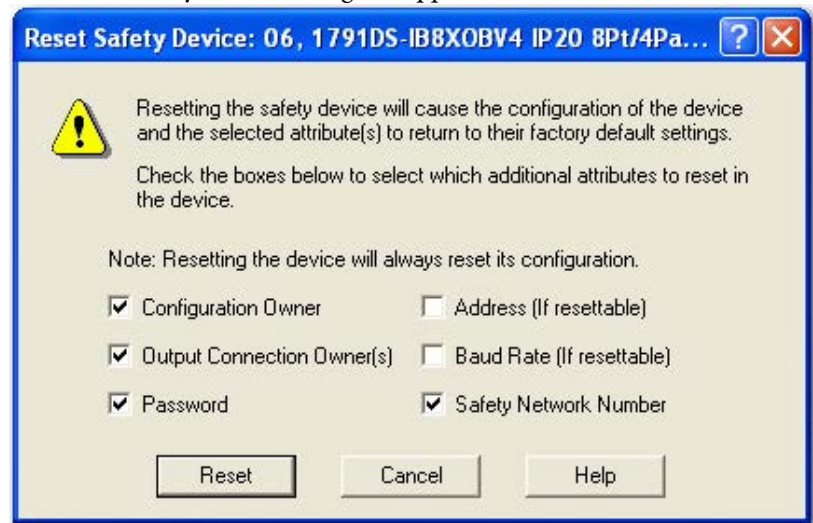 Reset Safety Device: 06, 1791DS-IB8XOBV4 IP20 8Pt/4Pa...
Resetting the safety device will cause the configuration of the device
and the selected attribute(s) to return to their factory default settings.
Check the boxes below to select which additional attributes to reset in
the device.
Note: Resetting the device will always reset its configuration.
Configuration Owner
Address (If resettable)
Output Connection Owner(s)
Baud Rate (If resettable)
Password
Safety Network Number
Reset
Cancel
Help